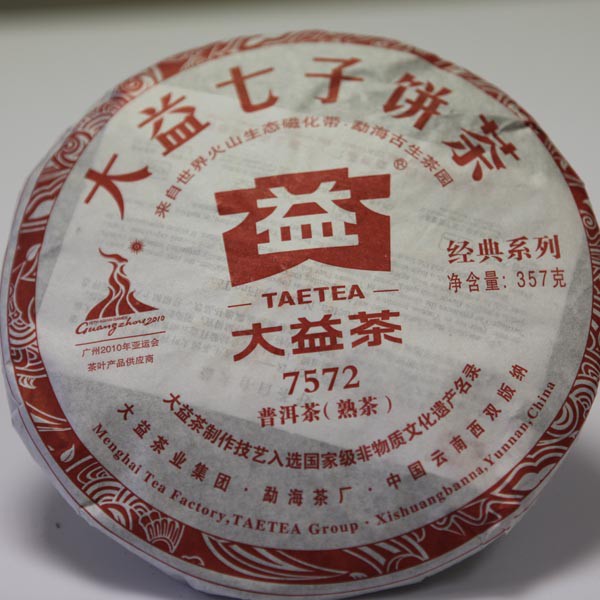 大益七子饼茶
来自世界火山生态磁化带·勐海古生茶园
益
®
TAETEA
大益茶
7572
普洱茶(熟茶)
经典系列
净含量: 357克
Guangzhou 2010
广州2010年亚运会
茶叶产品供应商
大益茶制作技艺入选国家级非物质文化遗产名录
大益茶业集团·勐海茶厂·中国云南西双版纳
Menghai Tea Factory,TAETEA Group·Xishuangbanna,Yunnan,China